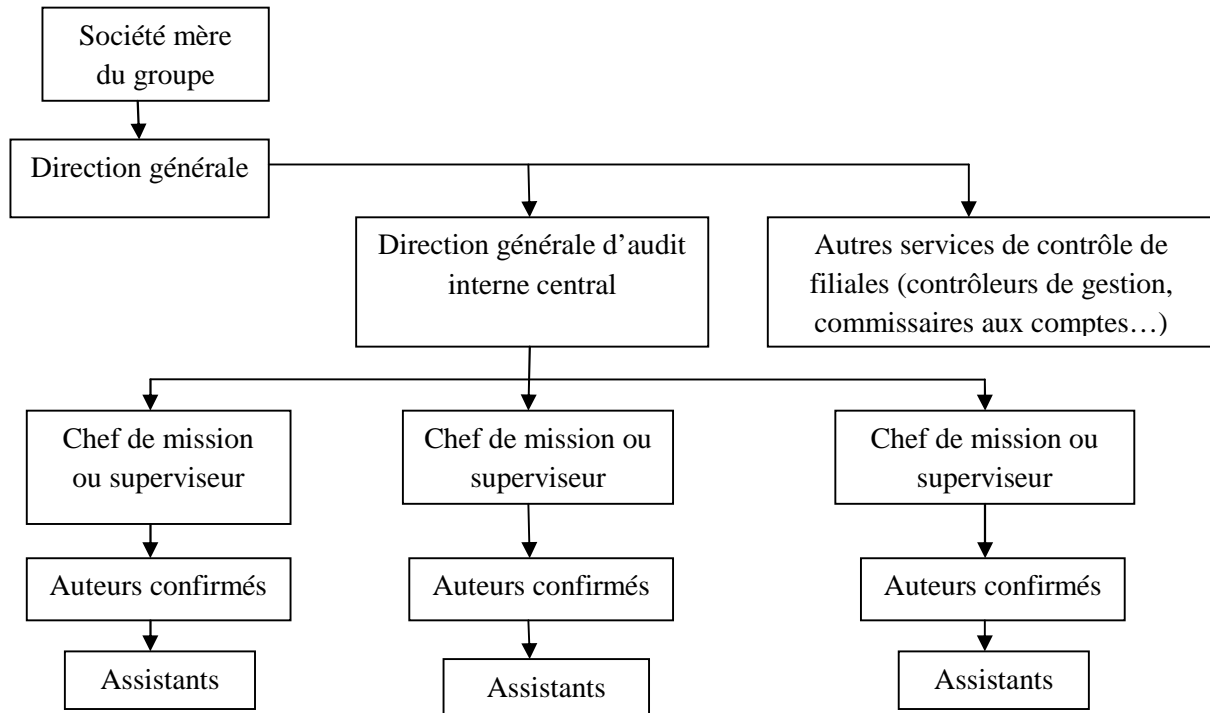 Société mère
du groupe
Direction générale
Direction générale d’audit
interne central
Autres services de contrôle de
filiales (contrôleurs de gestion,
commissaires aux comptes…)
Chef de mission
ou superviseur
Chef de mission ou
superviseur
Chef de mission ou
superviseur
Auteurs confirmés
Auteurs confirmés
Auteurs confirmés
Assistants
Assistants
Assistants